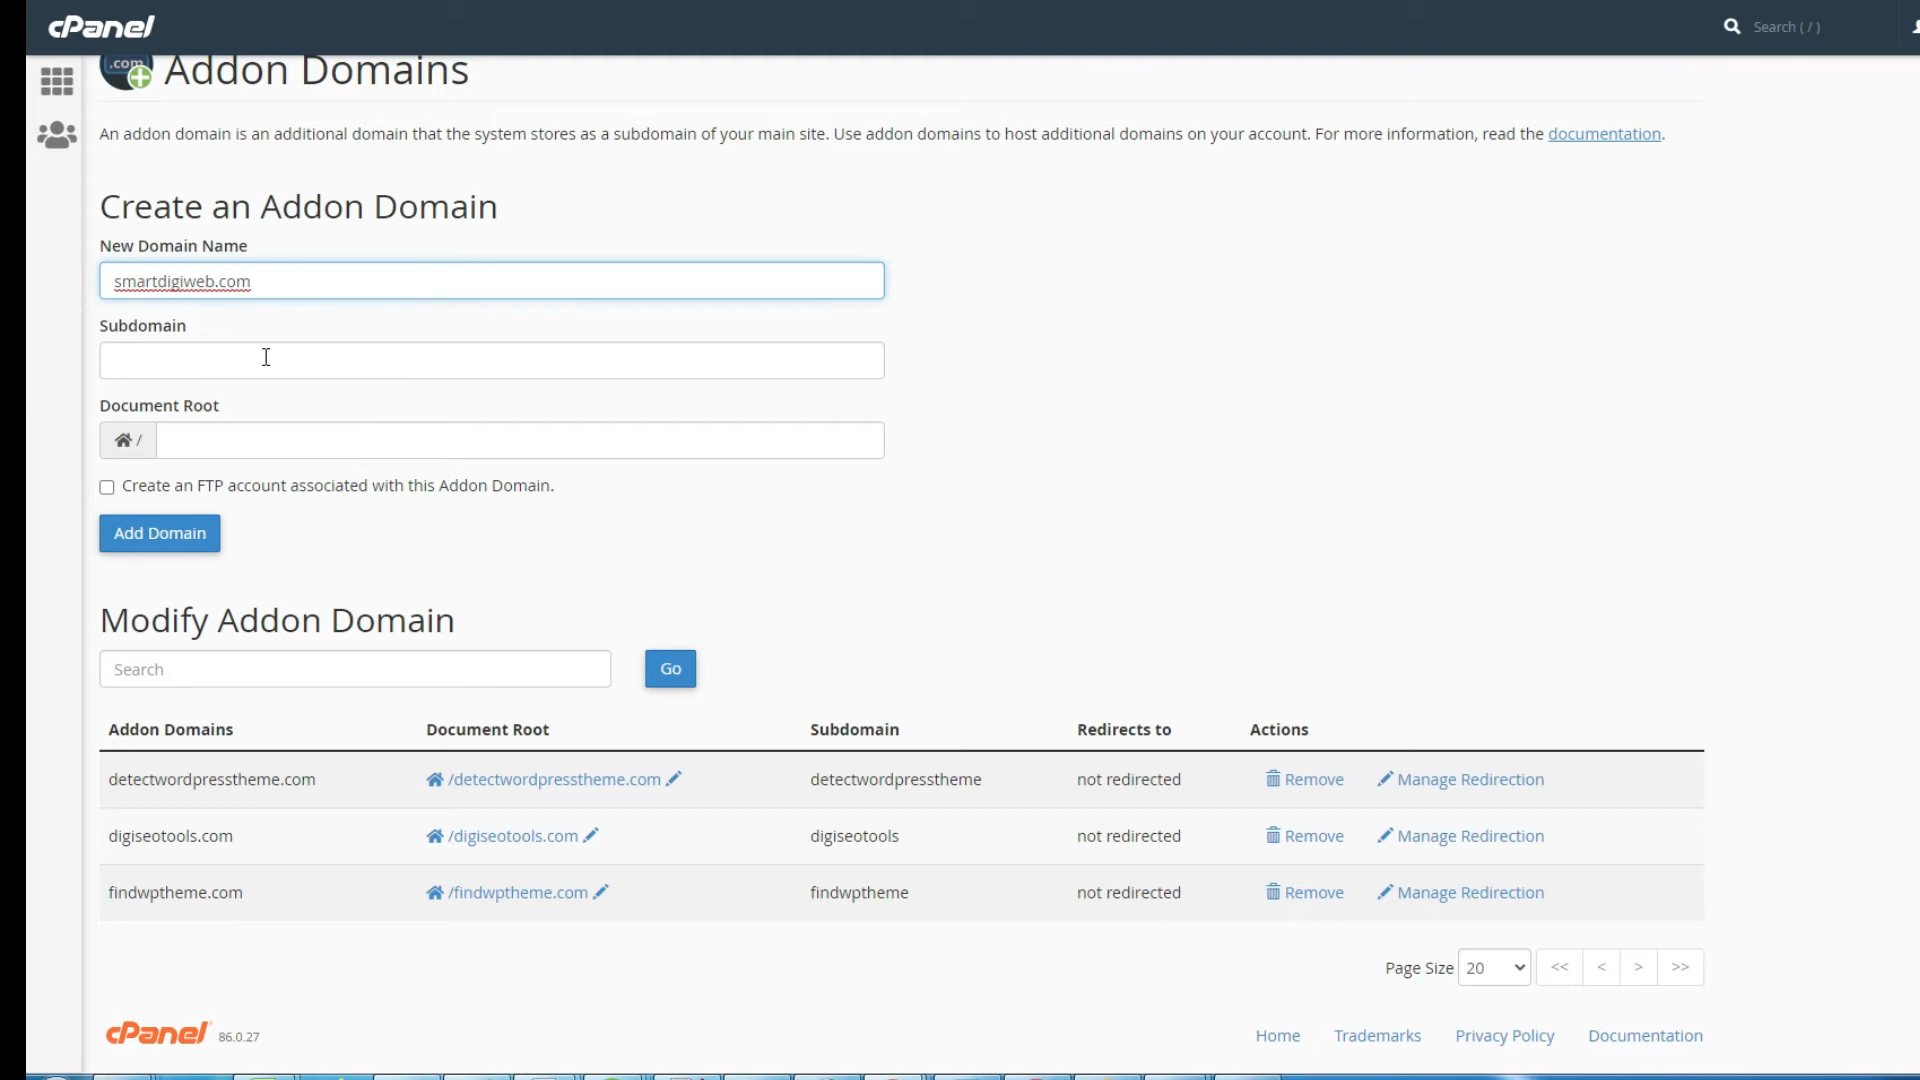 cPanel
Search ( / )
.com
Addon Domains
An addon domain is an additional domain that the system stores as a subdomain of your main site. Use addon domains to host additional domains on your account. For more information, read the documentation.
Create an Addon Domain
New Domain Name
smartdigiweb.com
Subdomain
Document Root
/
Create an FTP account associated with this Addon Domain.
Add Domain
Modify Addon Domain
Search
Go
Addon Domains Document Root Subdomain Redirects to Actions
detectwordpresstheme.com /detectwordpresstheme.com detectwordpresstheme not redirected Remove Manage Redirection
digiseotools.com /digiseotools.com digiseotools not redirected Remove Manage Redirection
findwptheme.com /findwptheme.com findwptheme not redirected Remove Manage Redirection
Page Size 20 << < > >>
cPanel 86.0.27 Home Trademarks Privacy Policy Documentation